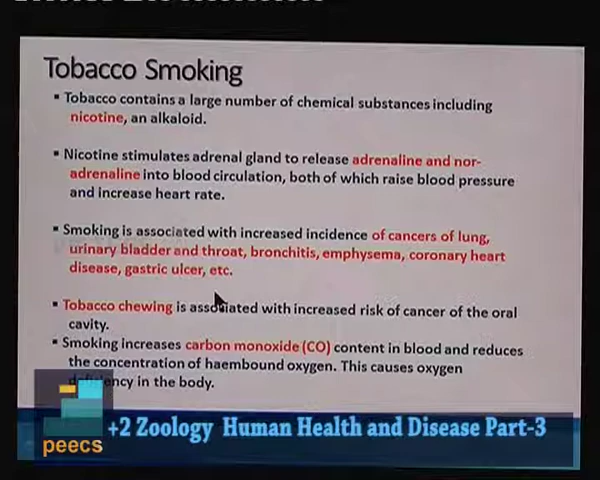 Tobacco Smoking
▪ Tobacco contains a large number of chemical substances including
nicotine, an alkaloid.
▪ Nicotine stimulates adrenal gland to release adrenaline and nor-
adrenaline into blood circulation, both of which raise blood pressure
and increase heart rate.
▪ Smoking is associated with increased incidence of cancers of lung,
urinary bladder and throat, bronchitis, emphysema, coronary heart
disease, gastric ulcer, etc.
▪ Tobacco chewing is associated with increased risk of cancer of the oral
cavity.
▪ Smoking increases carbon monoxide (CO) content in blood and reduces
the concentration of haembound oxygen. This causes oxygen
deficiency in the body.
+2 Zoology Human Health and Disease Part-3
peecs